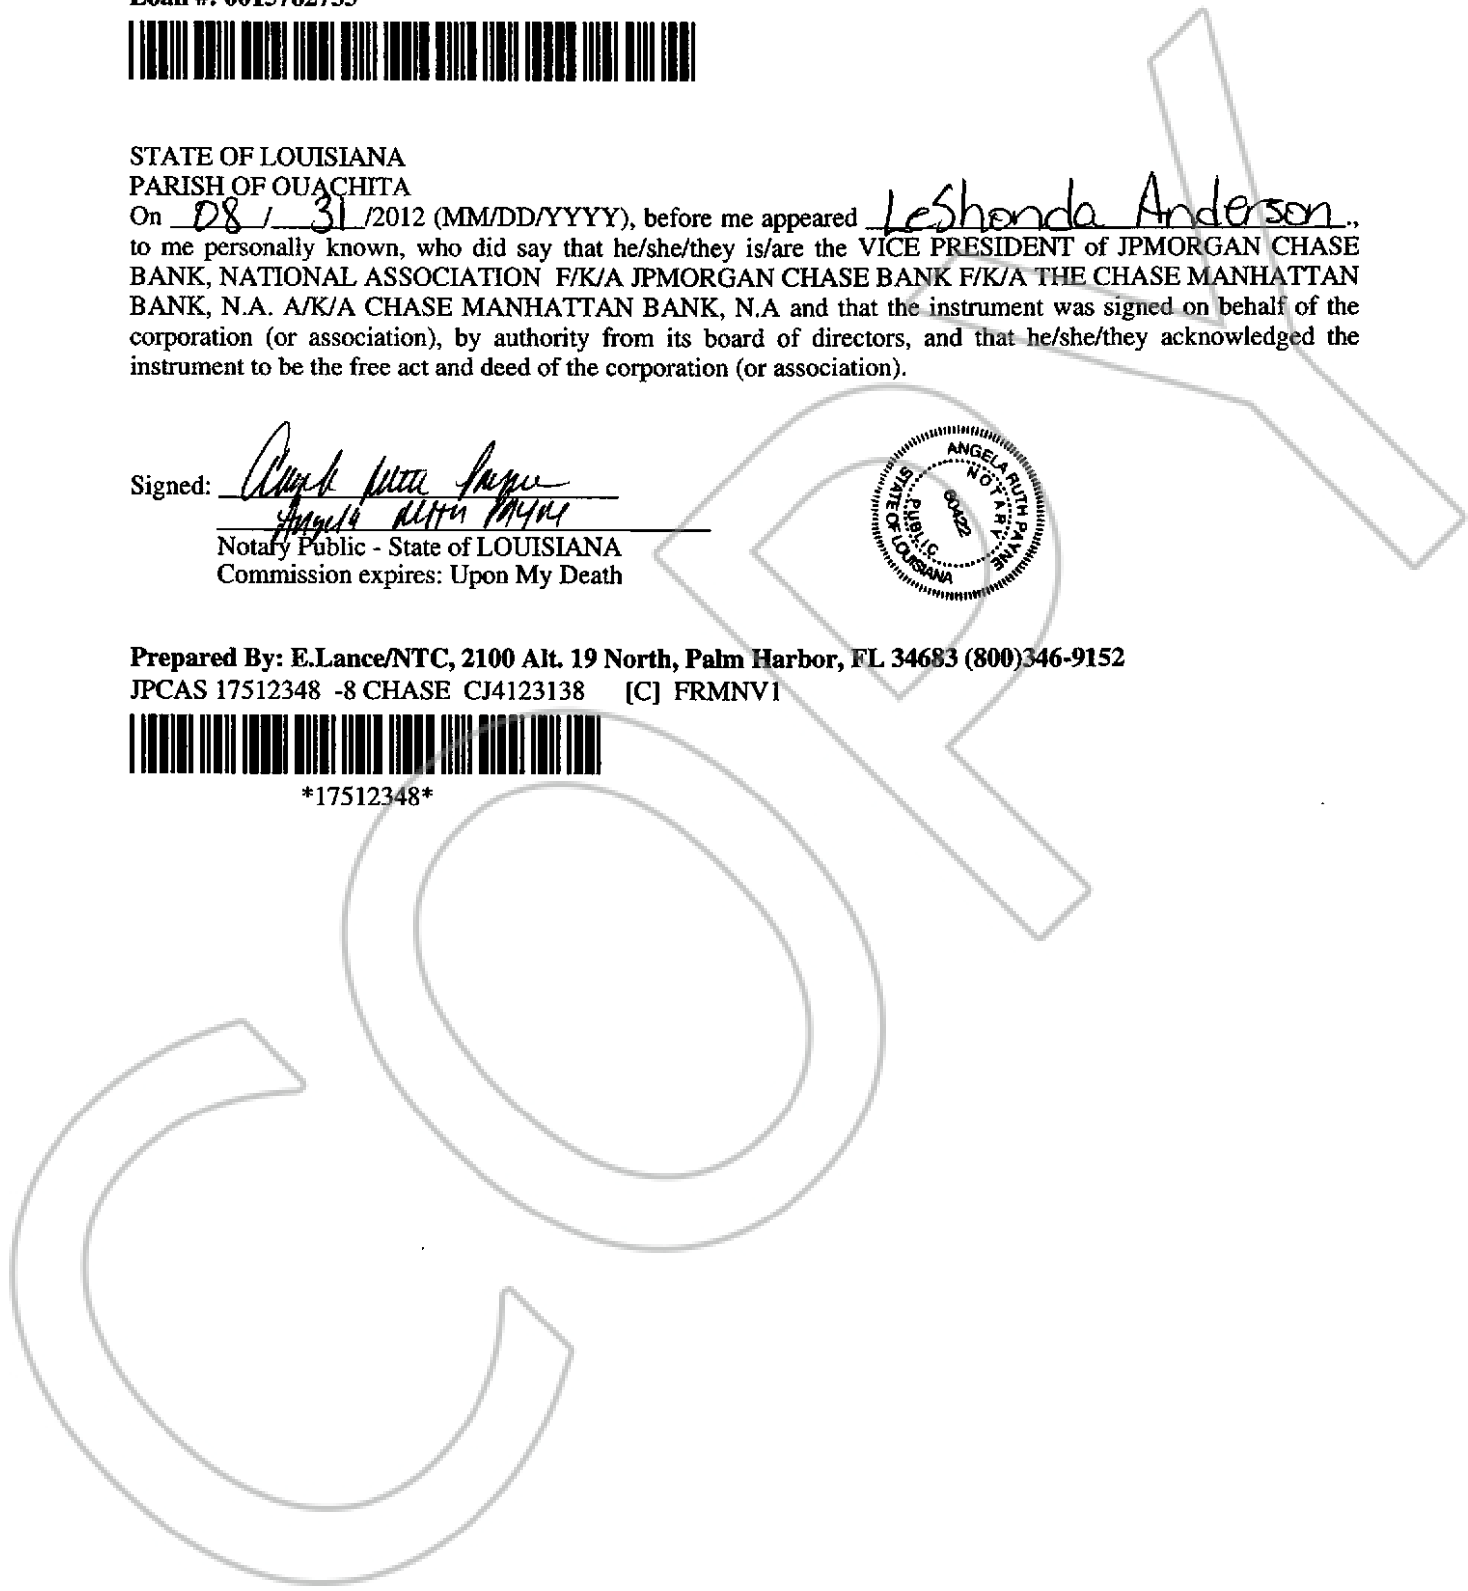 STATE OF LOUISIANA
PARISH OF OUACHITA
On 08 / 31 /2012 (MM/DD/YYYY), before me appeared LeShonda Anderson.,
to me personally known, who did say that he/she/they is/are the VICE PRESIDENT of JPMORGAN CHASE
BANK, NATIONAL ASSOCIATION F/K/A JPMORGAN CHASE BANK F/K/A THE CHASE MANHATTAN
BANK, N.A. A/K/A CHASE MANHATTAN BANK, N.A and that the instrument was signed on behalf of the
corporation (or association), by authority from its board of directors, and that he/she/they acknowledged the
instrument to be the free act and deed of the corporation (or association).
Signed: Angela Ruth Payne
Angela Ruth Payne
Notary Public - State of LOUISIANA
Commission expires: Upon My Death
ANGELA RUTH PAYNE
NOTARY
60422
PUBLIC
STATE OF LOUISIANA
Prepared By: E.Lance/NTC, 2100 Alt. 19 North, Palm Harbor, FL 34683 (800)346-9152
JPCAS 17512348 -8 CHASE CJ4123138 [C] FRMNV1
*17512348*
COPY